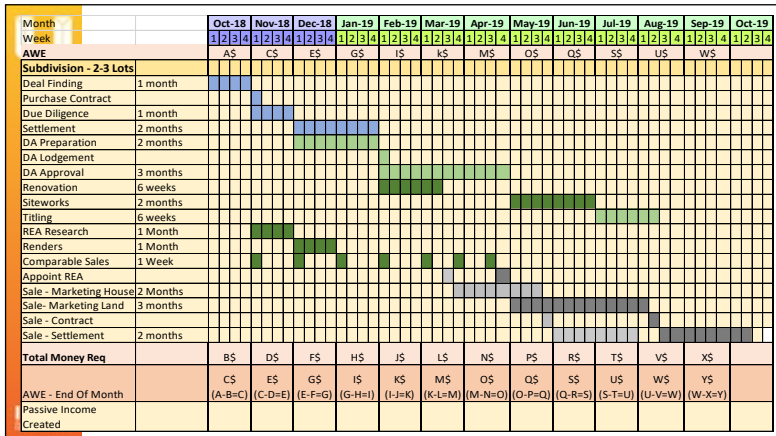 Month Oct-18 Nov-18 Dec-18 Jan-19 Feb-19 Mar-19 Apr-19 May-19 Jun-19 Jul-19 Aug-19 Sep-19 Oct-19
Week 1 2 3 4 1 2 3 4 1 2 3 4 1 2 3 4 1 2 3 4 1 2 3 4 1 2 3 4 1 2 3 4 1 2 3 4 1 2 3 4 1 2 3 4 1 2 3 4 1 2 3 4
AWE A$ C$ E$ G$ I$ k$ M$ O$ Q$ S$ U$ W$
Subdivision - 2-3 Lots
Deal Finding 1 month
Purchase Contract
Due Diligence 1 month
Settlement 2 months
DA Preparation 2 months
DA Lodgement
DA Approval 3 months
Renovation 6 weeks
Siteworks 2 months
Titling 6 weeks
REA Research 1 Month
Renders 1 Month
Comparable Sales 1 Week
Appoint REA
Sale - Marketing House 2 Months
Sale- Marketing Land 3 months
Sale - Contract
Sale - Settlement 2 months
Total Money Req B$ D$ F$ H$ J$ L$ N$ P$ R$ T$ V$ X$
C$ E$ G$ I$ K$ M$ O$ Q$ S$ U$ W$ Y$
AWE - End Of Month (A-B=C) (C-D=E) (E-F=G) (G-H=I) (I-J=K) (K-L=M) (M-N=O) (O-P=Q) (Q-R=S) (S-T=U) (U-V=W) (W-X=Y)
Passive Income
Created